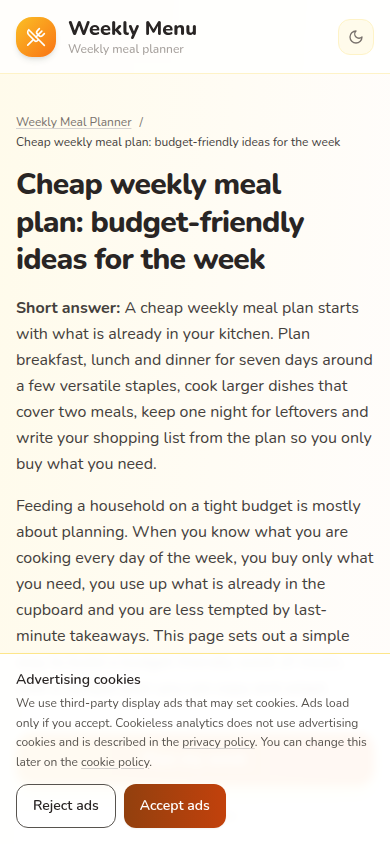 Weekly Menu
Weekly meal planner
Weekly Meal Planner /
Cheap weekly meal plan: budget-friendly ideas for the week
Cheap weekly meal
plan: budget-friendly
ideas for the week
Short answer: A cheap weekly meal plan starts
with what is already in your kitchen. Plan
breakfast, lunch and dinner for seven days around
a few versatile staples, cook larger dishes that
cover two meals, keep one night for leftovers and
write your shopping list from the plan so you only
buy what you need.
Feeding a household on a tight budget is mostly
about planning. When you know what you are
cooking every day of the week, you buy only what
you need, you use up what is already in the
cupboard and you are less tempted by last-
minute takeaways. This page sets out a simple
Advertising cookies
We use third-party display ads that may set cookies. Ads load
only if you accept. Cookieless analytics does not use advertising
cookies and is described in the privacy policy. You can change this
later on the cookie policy.
Reject ads
Accept ads